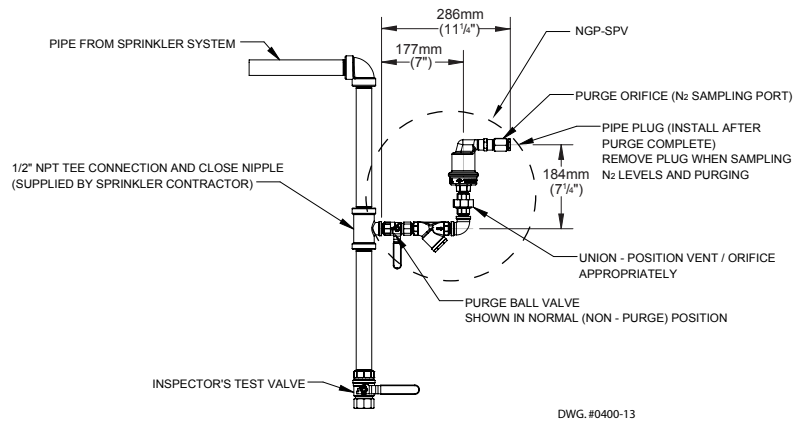 286mm
(11¼")
NGP-SPV
PIPE FROM SPRINKLER SYSTEM
177mm
(7")
PURGE ORIFICE (N2 SAMPLING PORT)
PIPE PLUG (INSTALL AFTER
PURGE COMPLETE)
REMOVE PLUG WHEN SAMPLING
N2 LEVELS AND PURGING
1/2" NPT TEE CONNECTION AND CLOSE NIPPLE
(SUPPLIED BY SPRINKLER CONTRACTOR)
184mm
(7¼")
UNION - POSITION VENT / ORIFICE
APPROPRIATELY
PURGE BALL VALVE
SHOWN IN NORMAL (NON - PURGE) POSITION
INSPECTOR'S TEST VALVE
DWG. #0400-13